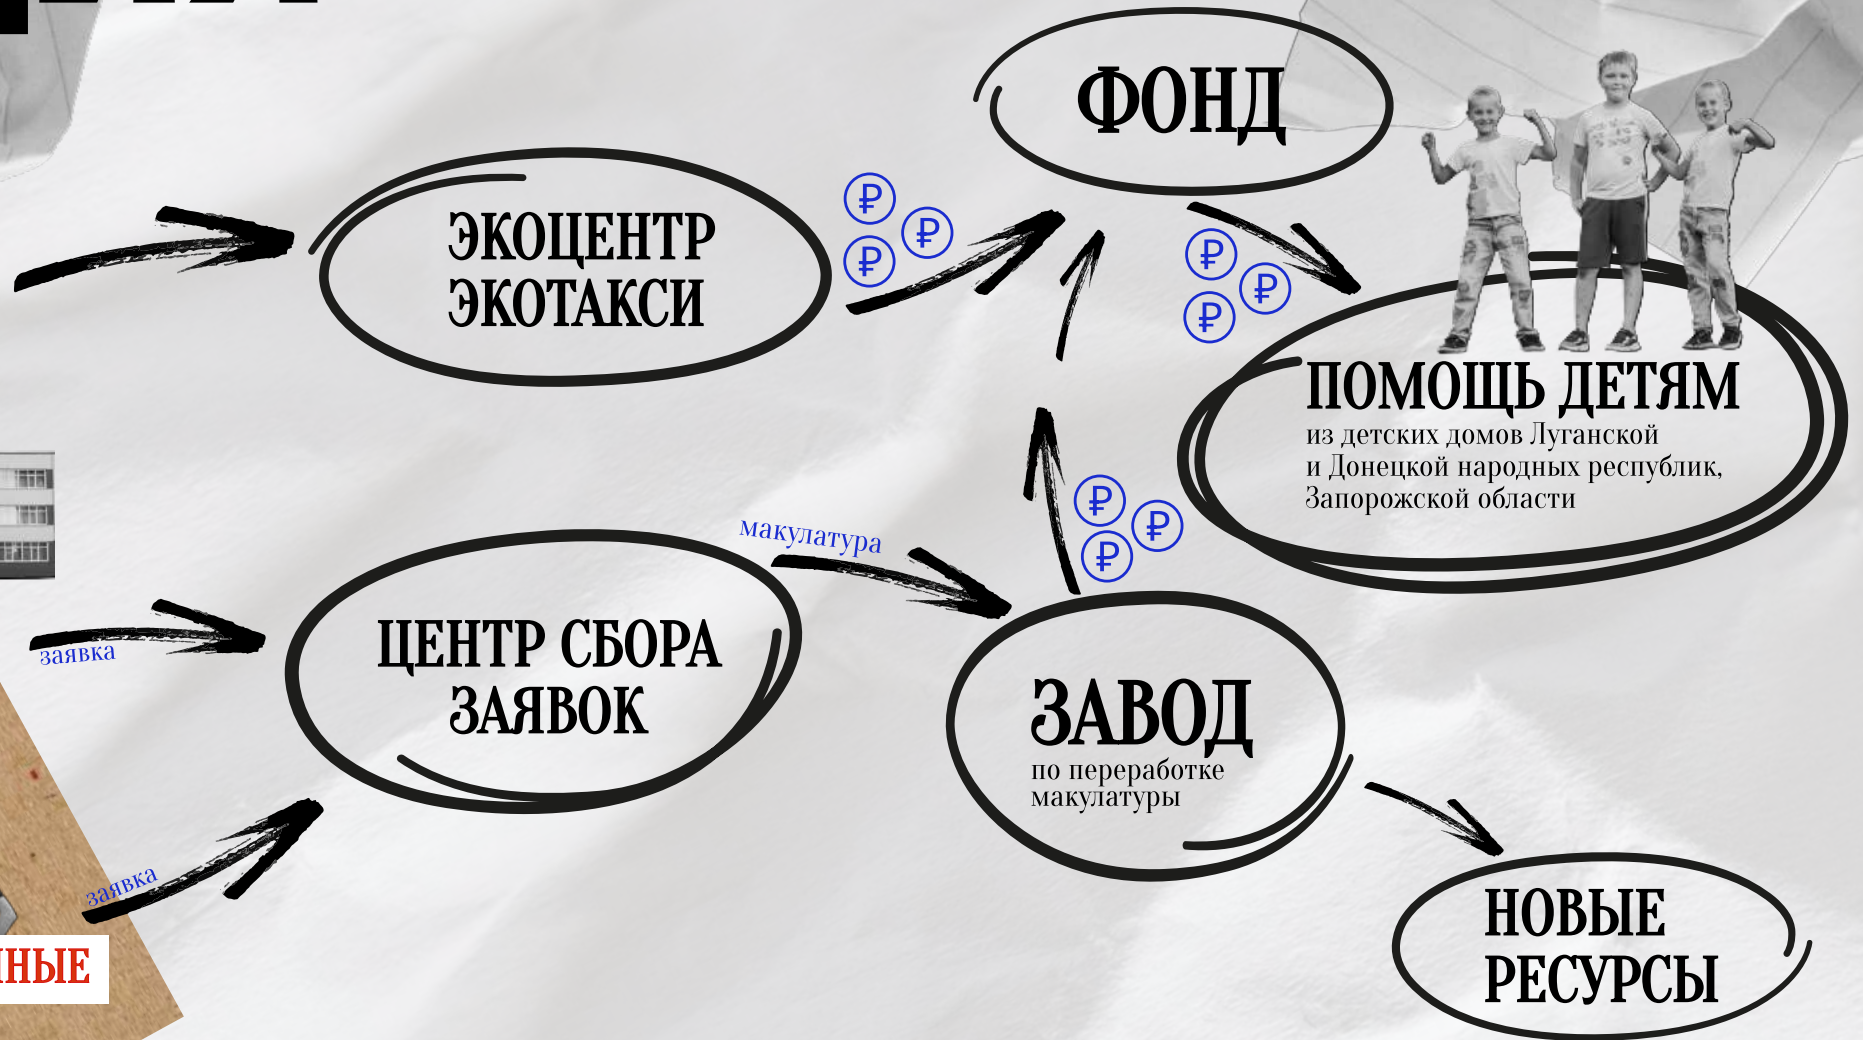 ФОНД
ЭКОЦЕНТР
ЭКОТАКСИ
₽
₽
₽
₽
₽
₽
ПОМОЩЬ ДЕТЯМ
из детских домов Луганской
и Донецкой народных республик,
Запорожской области
₽
₽
₽
макулатура
заявка
ЦЕНТР СБОРА
ЗАЯВОК
ЗАВОД
по переработке
макулатуры
заявка
НОВЫЕ
РЕСУРСЫ
НЫЕ